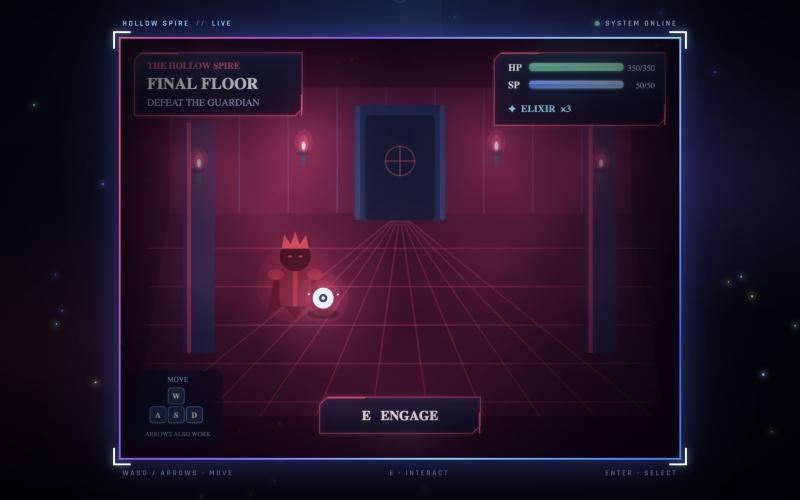 HOLLOW SPIRE // LIVE
SYSTEM ONLINE
THE HOLLOW SPIRE
FINAL FLOOR
DEFEAT THE GUARDIAN
HP 350/350
SP 50/50
✦ ELIXIR ×3
MOVE
W
A S D
ARROWS ALSO WORK
E ENGAGE
WASD / ARROWS · MOVE
E · INTERACT
ENTER · SELECT